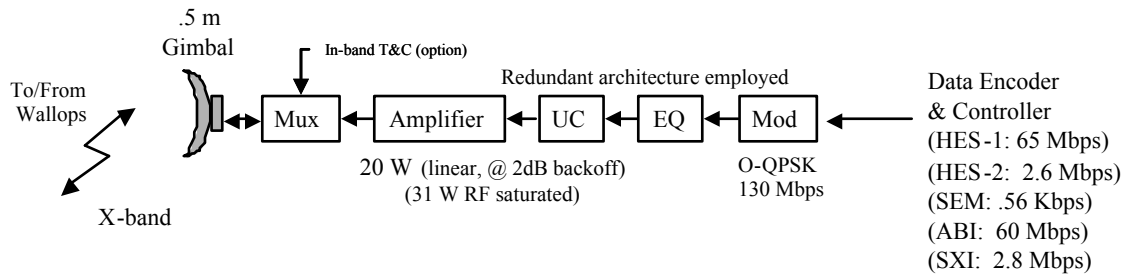 .5 m
Gimbal
In-band T&C (option)
To/From
Wallops
Redundant architecture employed
Data Encoder
& Controller
(HES-1: 65 Mbps)
(HES-2: 2.6 Mbps)
(SEM: .56 Kbps)
(ABI: 60 Mbps)
(SXI: 2.8 Mbps)
Mux
Amplifier
UC
EQ
Mod
20 W (linear, @ 2dB backoff)
(31 W RF saturated)
O-QPSK
130 Mbps
X-band